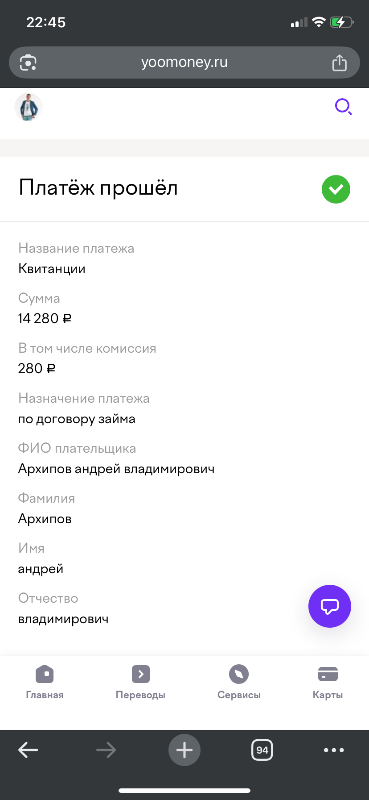 22:45
yoomoney.ru
Платёж прошёл
Название платежа
Квитанции
Сумма
14 280 ₽
В том числе комиссия
280 ₽
Назначение платежа
по договору займа
ФИО плательщика
Архипов андрей владимирович
Фамилия
Архипов
Имя
андрей
Отчество
владимирович
Главная Переводы Сервисы Карты
94